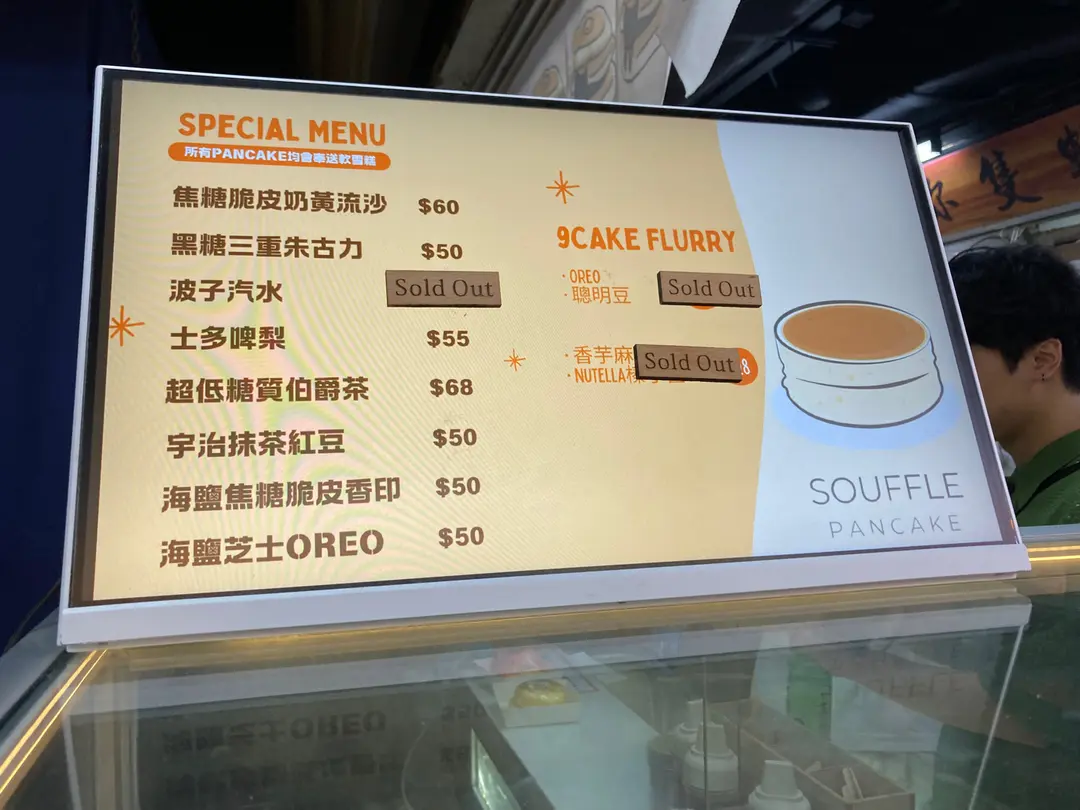 SPECIAL MENU
所有PANCAKE均會奉送軟雪糕
焦糖脆皮奶黃流沙 $60
黑糖三重朱古力 $50
波子汽水 Sold Out
士多啤梨 $55
超低糖質伯爵茶 $68
宇治抹茶紅豆 $50
海鹽焦糖脆皮香印 $50
海鹽芝士OREO $50
9CAKE FLURRY
· OREO
· 聰明豆
Sold Out
· 香芋麻
· NUTELLA
Sold Out
8
SOUFFLE
PANCAKE
隻